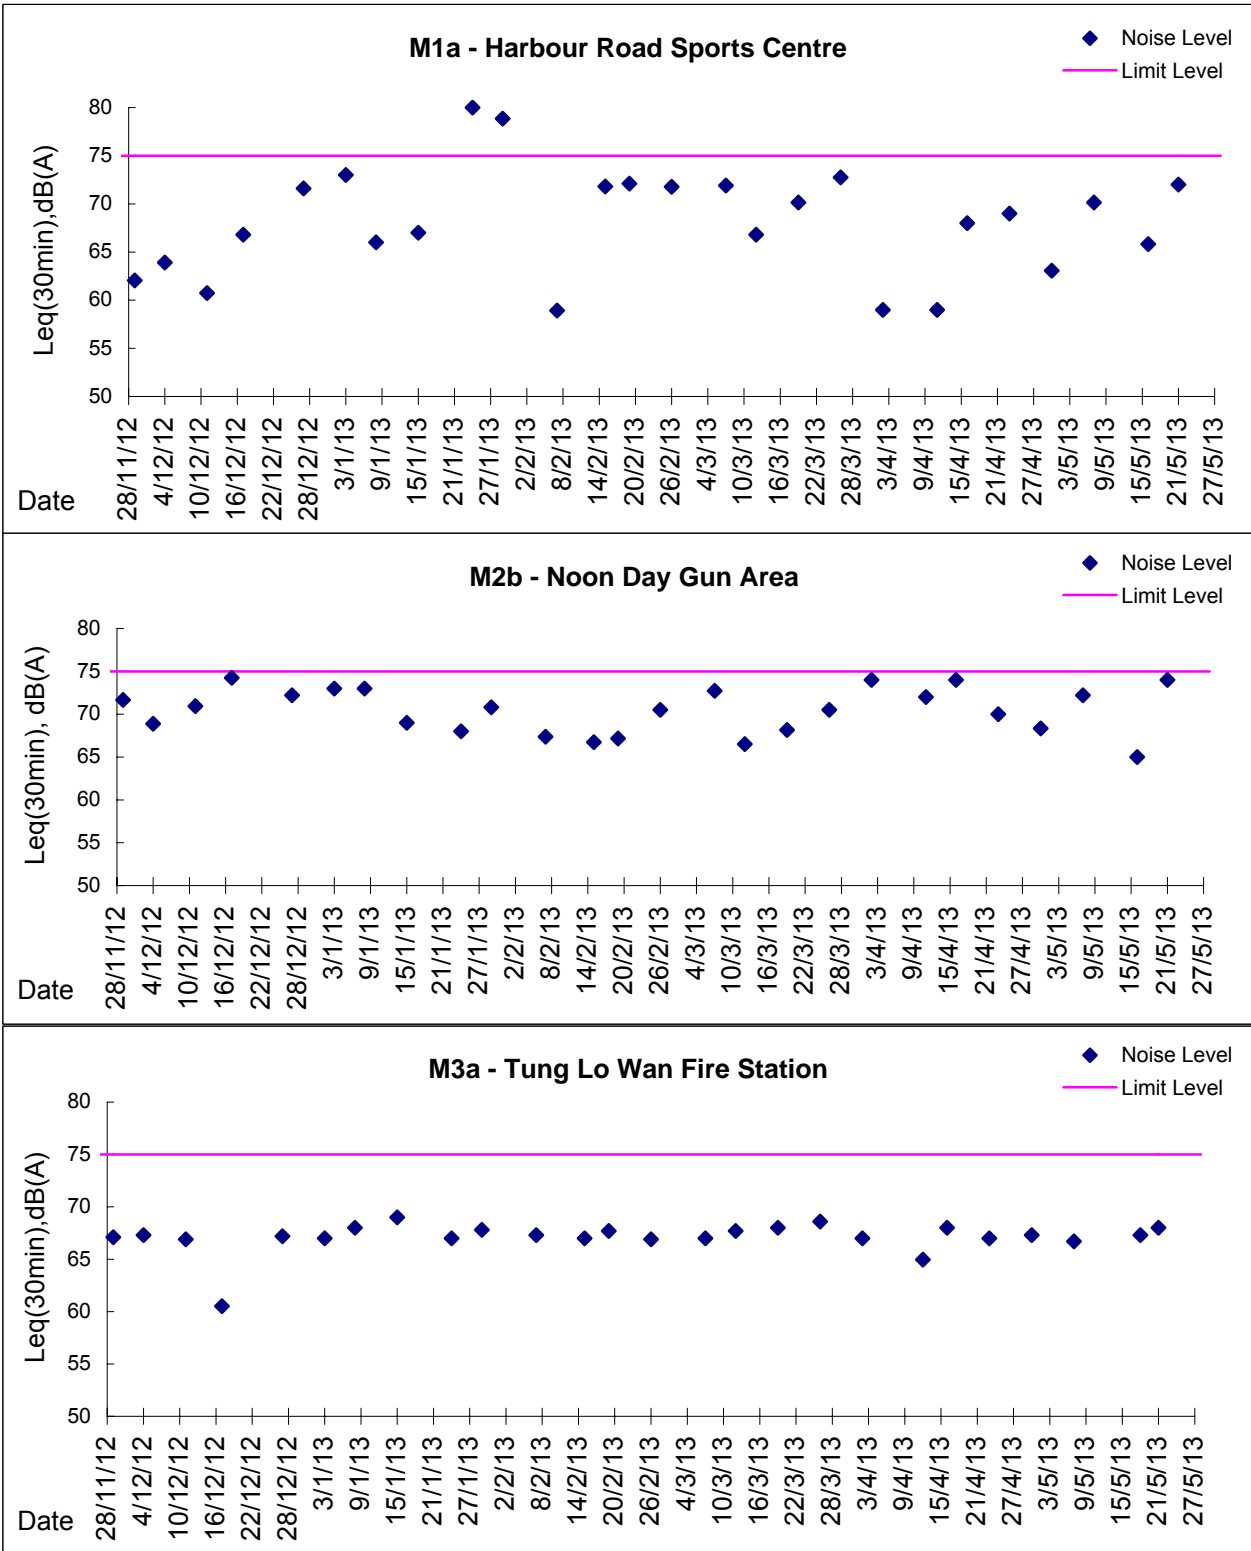 M1a - Harbour Road Sports Centre
Noise Level
Limit Level
Leq(30min),dB(A)
80
75
70
65
60
55
50
28/11/12 4/12/12 10/12/12 16/12/12 22/12/12 28/12/12 3/1/13 9/1/13 15/1/13 21/1/13 27/1/13 2/2/13 8/2/13 14/2/13 20/2/13 26/2/13 4/3/13 10/3/13 16/3/13 22/3/13 28/3/13 3/4/13 9/4/13 15/4/13 21/4/13 27/4/13 3/5/13 9/5/13 15/5/13 21/5/13 27/5/13
Date
M2b - Noon Day Gun Area
Noise Level
Limit Level
Leq(30min), dB(A)
80
75
70
65
60
55
50
28/11/12 4/12/12 10/12/12 16/12/12 22/12/12 28/12/12 3/1/13 9/1/13 15/1/13 21/1/13 27/1/13 2/2/13 8/2/13 14/2/13 20/2/13 26/2/13 4/3/13 10/3/13 16/3/13 22/3/13 28/3/13 3/4/13 9/4/13 15/4/13 21/4/13 27/4/13 3/5/13 9/5/13 15/5/13 21/5/13 27/5/13
Date
M3a - Tung Lo Wan Fire Station
Noise Level
Limit Level
Leq(30min),dB(A)
80
75
70
65
60
55
50
28/11/12 4/12/12 10/12/12 16/12/12 22/12/12 28/12/12 3/1/13 9/1/13 15/1/13 21/1/13 27/1/13 2/2/13 8/2/13 14/2/13 20/2/13 26/2/13 4/3/13 10/3/13 16/3/13 22/3/13 28/3/13 3/4/13 9/4/13 15/4/13 21/4/13 27/4/13 3/5/13 9/5/13 15/5/13 21/5/13 27/5/13
Date